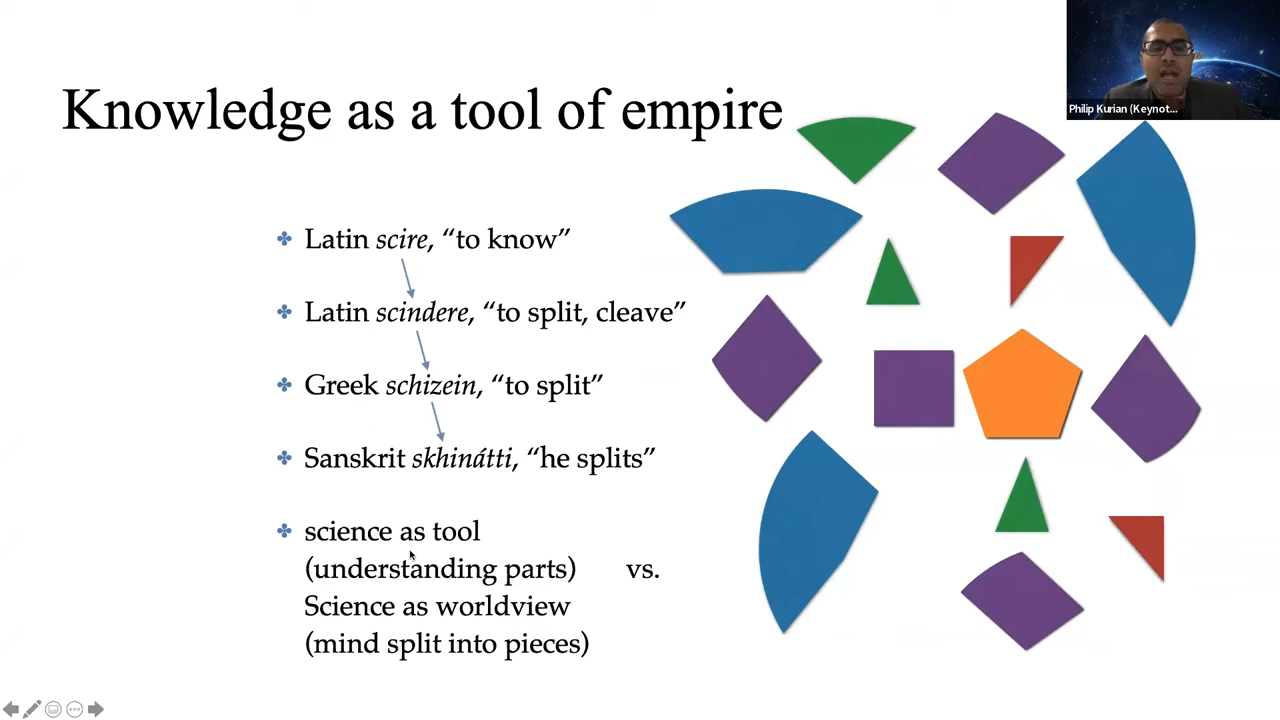 Philip Kurian (Keynot...
Knowledge as a tool of empire
Latin scire, “to know”
Latin scindere, “to split, cleave”
Greek schizein, “to split”
Sanskrit skhinátti, “he splits”
science as tool
(understanding parts) vs.
Science as worldview
(mind split into pieces)